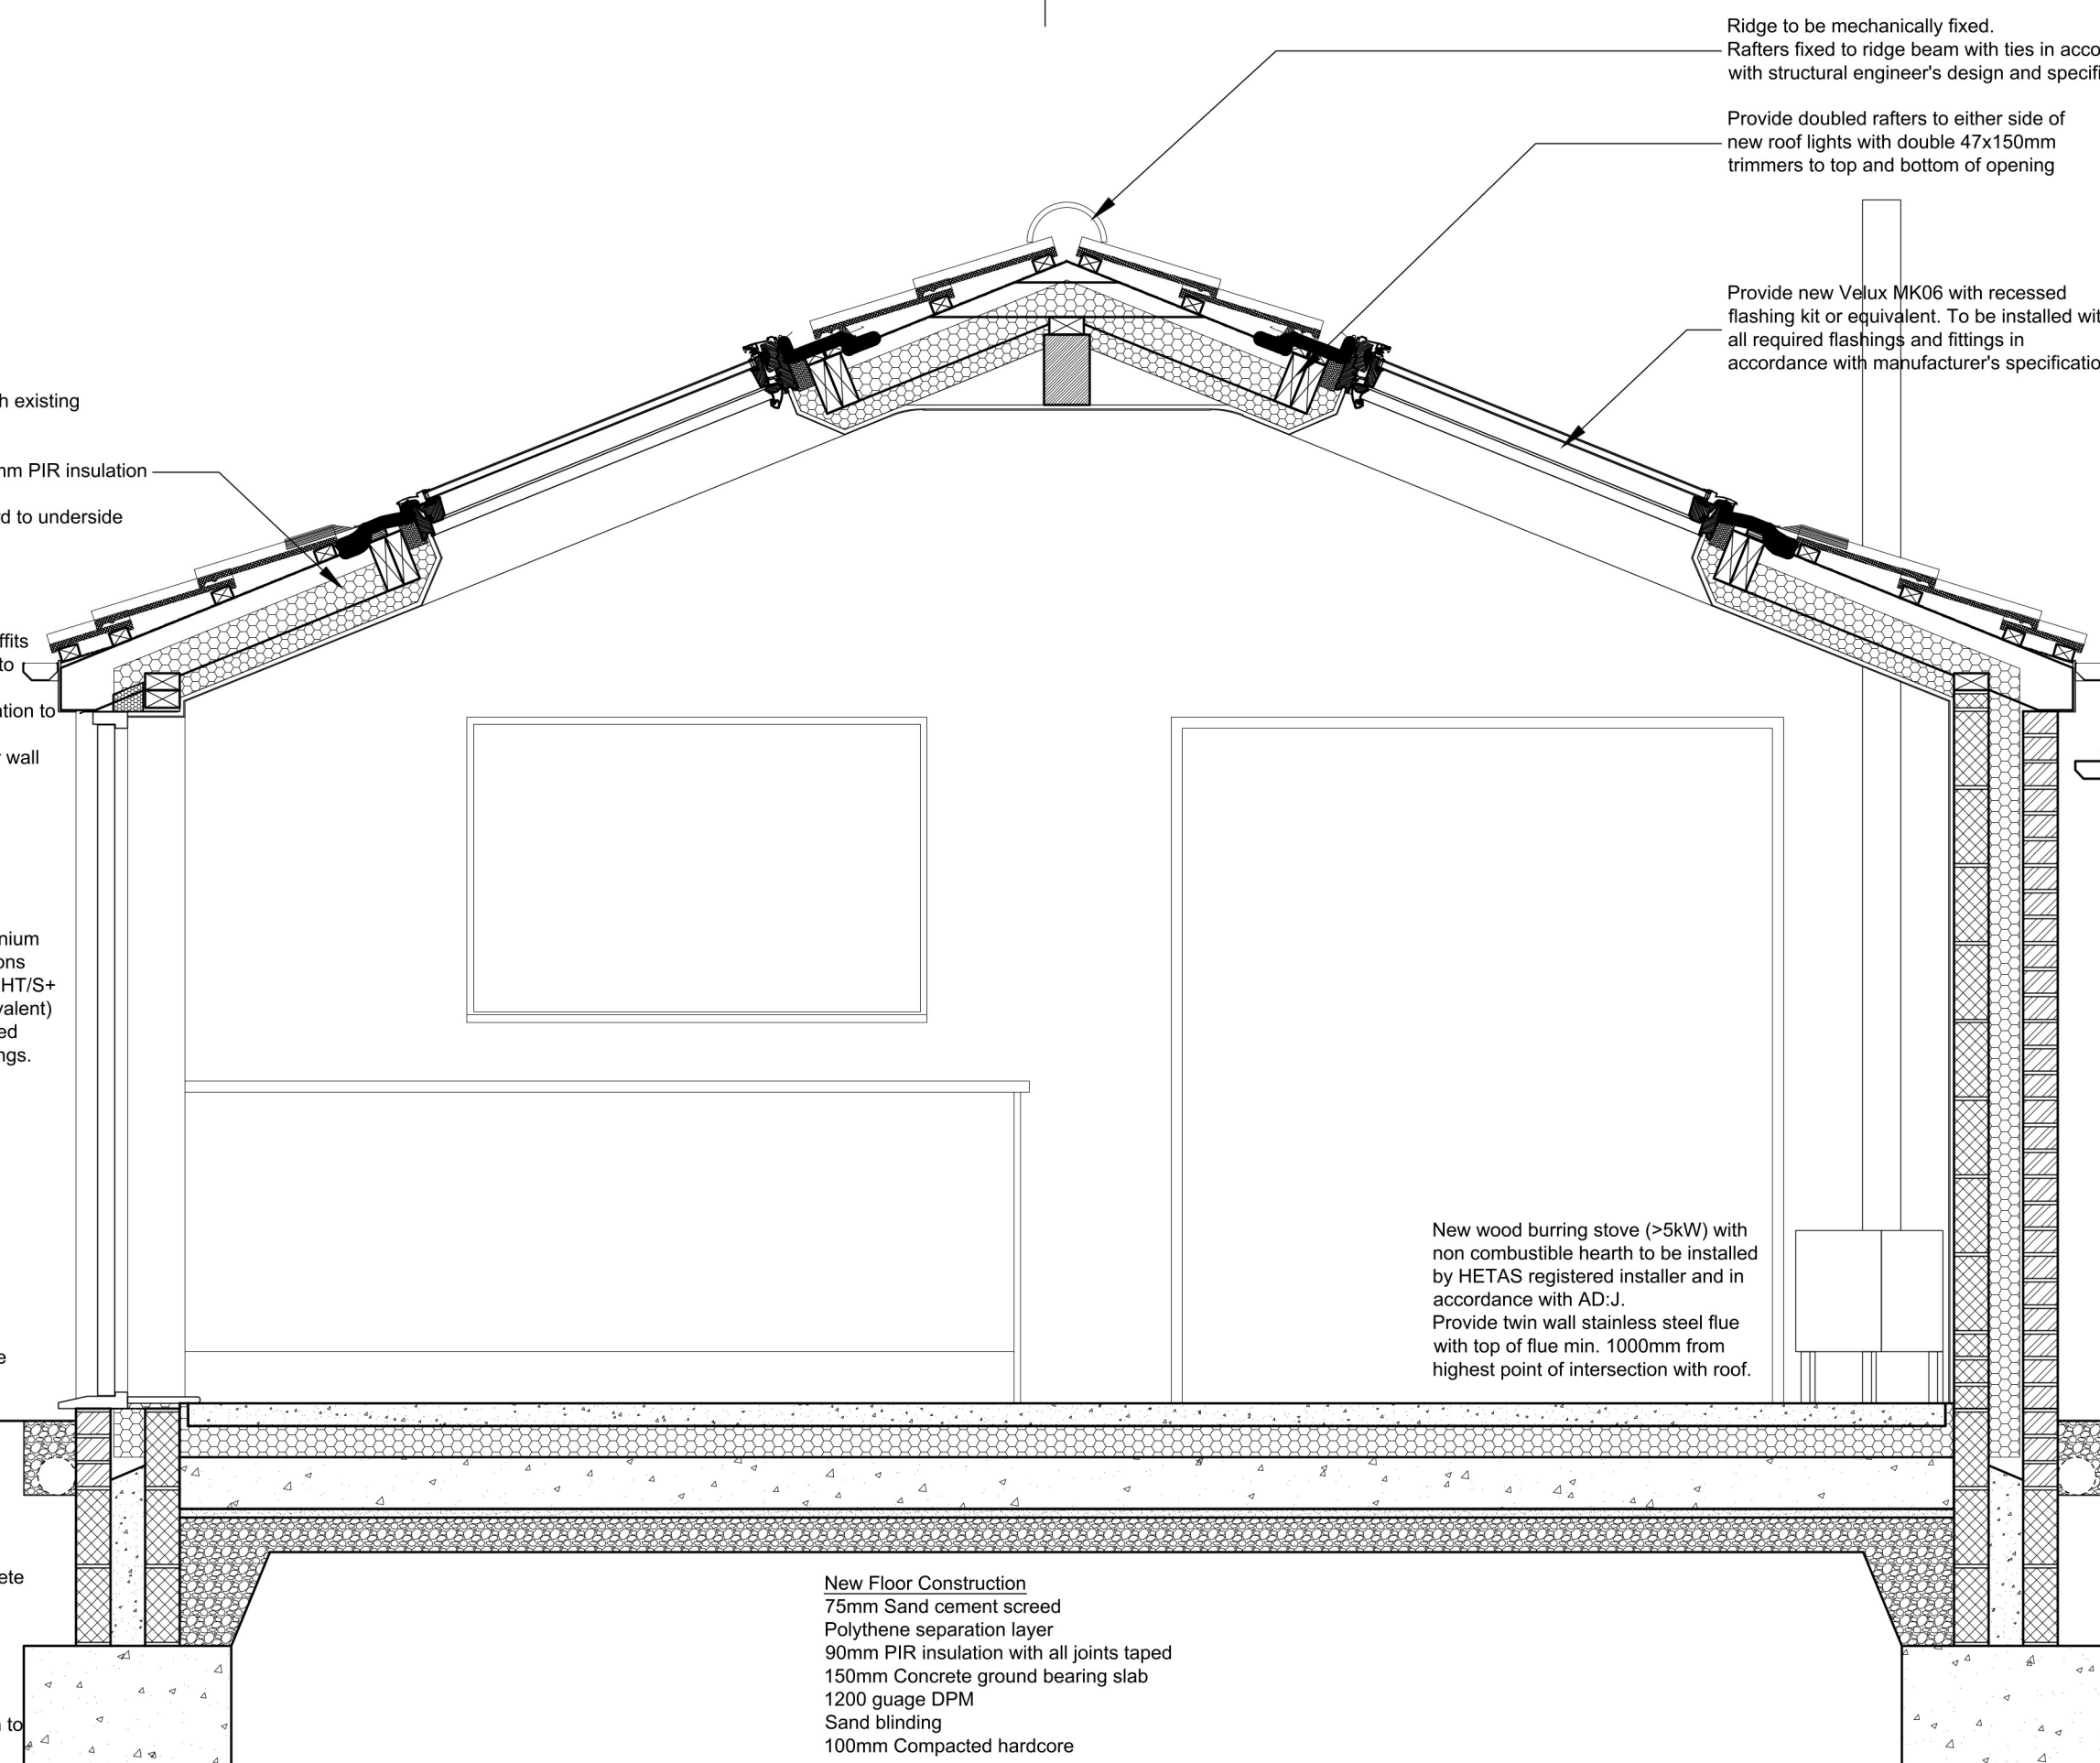 Ridge to be mechanically fixed.
Rafters fixed to ridge beam with ties in acco
with structural engineer's design and specifi
Provide doubled rafters to either side of
new roof lights with double 47x150mm
trimmers to top and bottom of opening
Provide new Velux MK06 with recessed
flashing kit or equivalent. To be installed wit
all required flashings and fittings in
accordance with manufacturer's specificatio
h existing
m PIR insulation
d to underside
ffits
to
ation to
r wall
nium
ons
HT/S+
valent)
ed
ngs.
New wood burring stove (>5kW) with
non combustible hearth to be installed
by HETAS registered installer and in
accordance with AD:J.
Provide twin wall stainless steel flue
with top of flue min. 1000mm from
highest point of intersection with roof.
e
ete
to
New Floor Construction
75mm Sand cement screed
Polythene separation layer
90mm PIR insulation with all joints taped
150mm Concrete ground bearing slab
1200 guage DPM
Sand blinding
100mm Compacted hardcore